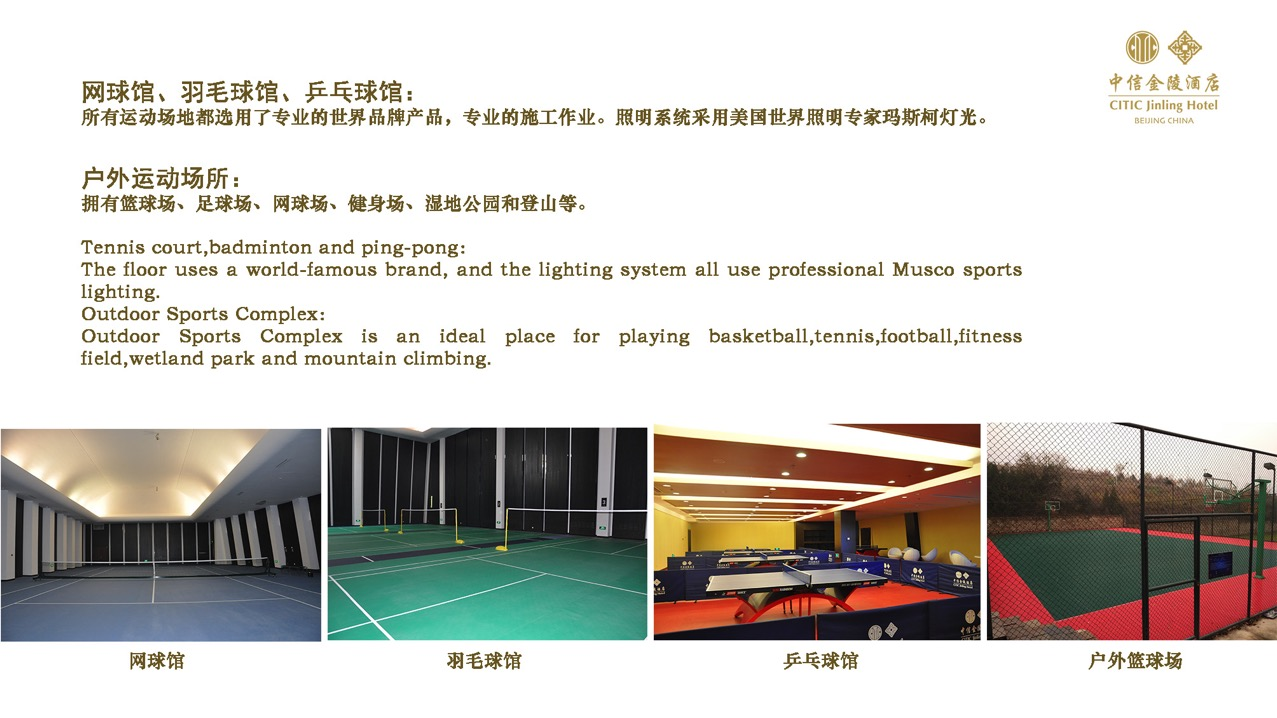 中信金陵酒店
CITIC Jinling Hotel
BEIJING CHINA
网球馆、羽毛球馆、乒乓球馆：
所有运动场地都选用了专业的世界品牌产品，专业的施工作业。照明系统采用美国世界照明专家玛斯柯灯光。
户外运动场所：
拥有篮球场、足球场、网球场、健身场、湿地公园和登山等。
Tennis court,badminton and ping-pong:
The floor uses a world-famous brand, and the lighting system all use professional Musco sports
lighting.
Outdoor Sports Complex:
Outdoor Sports Complex is an ideal place for playing basketball,tennis,football,fitness
field,wetland park and mountain climbing.
网球馆
羽毛球馆
乒乓球馆
户外篮球场